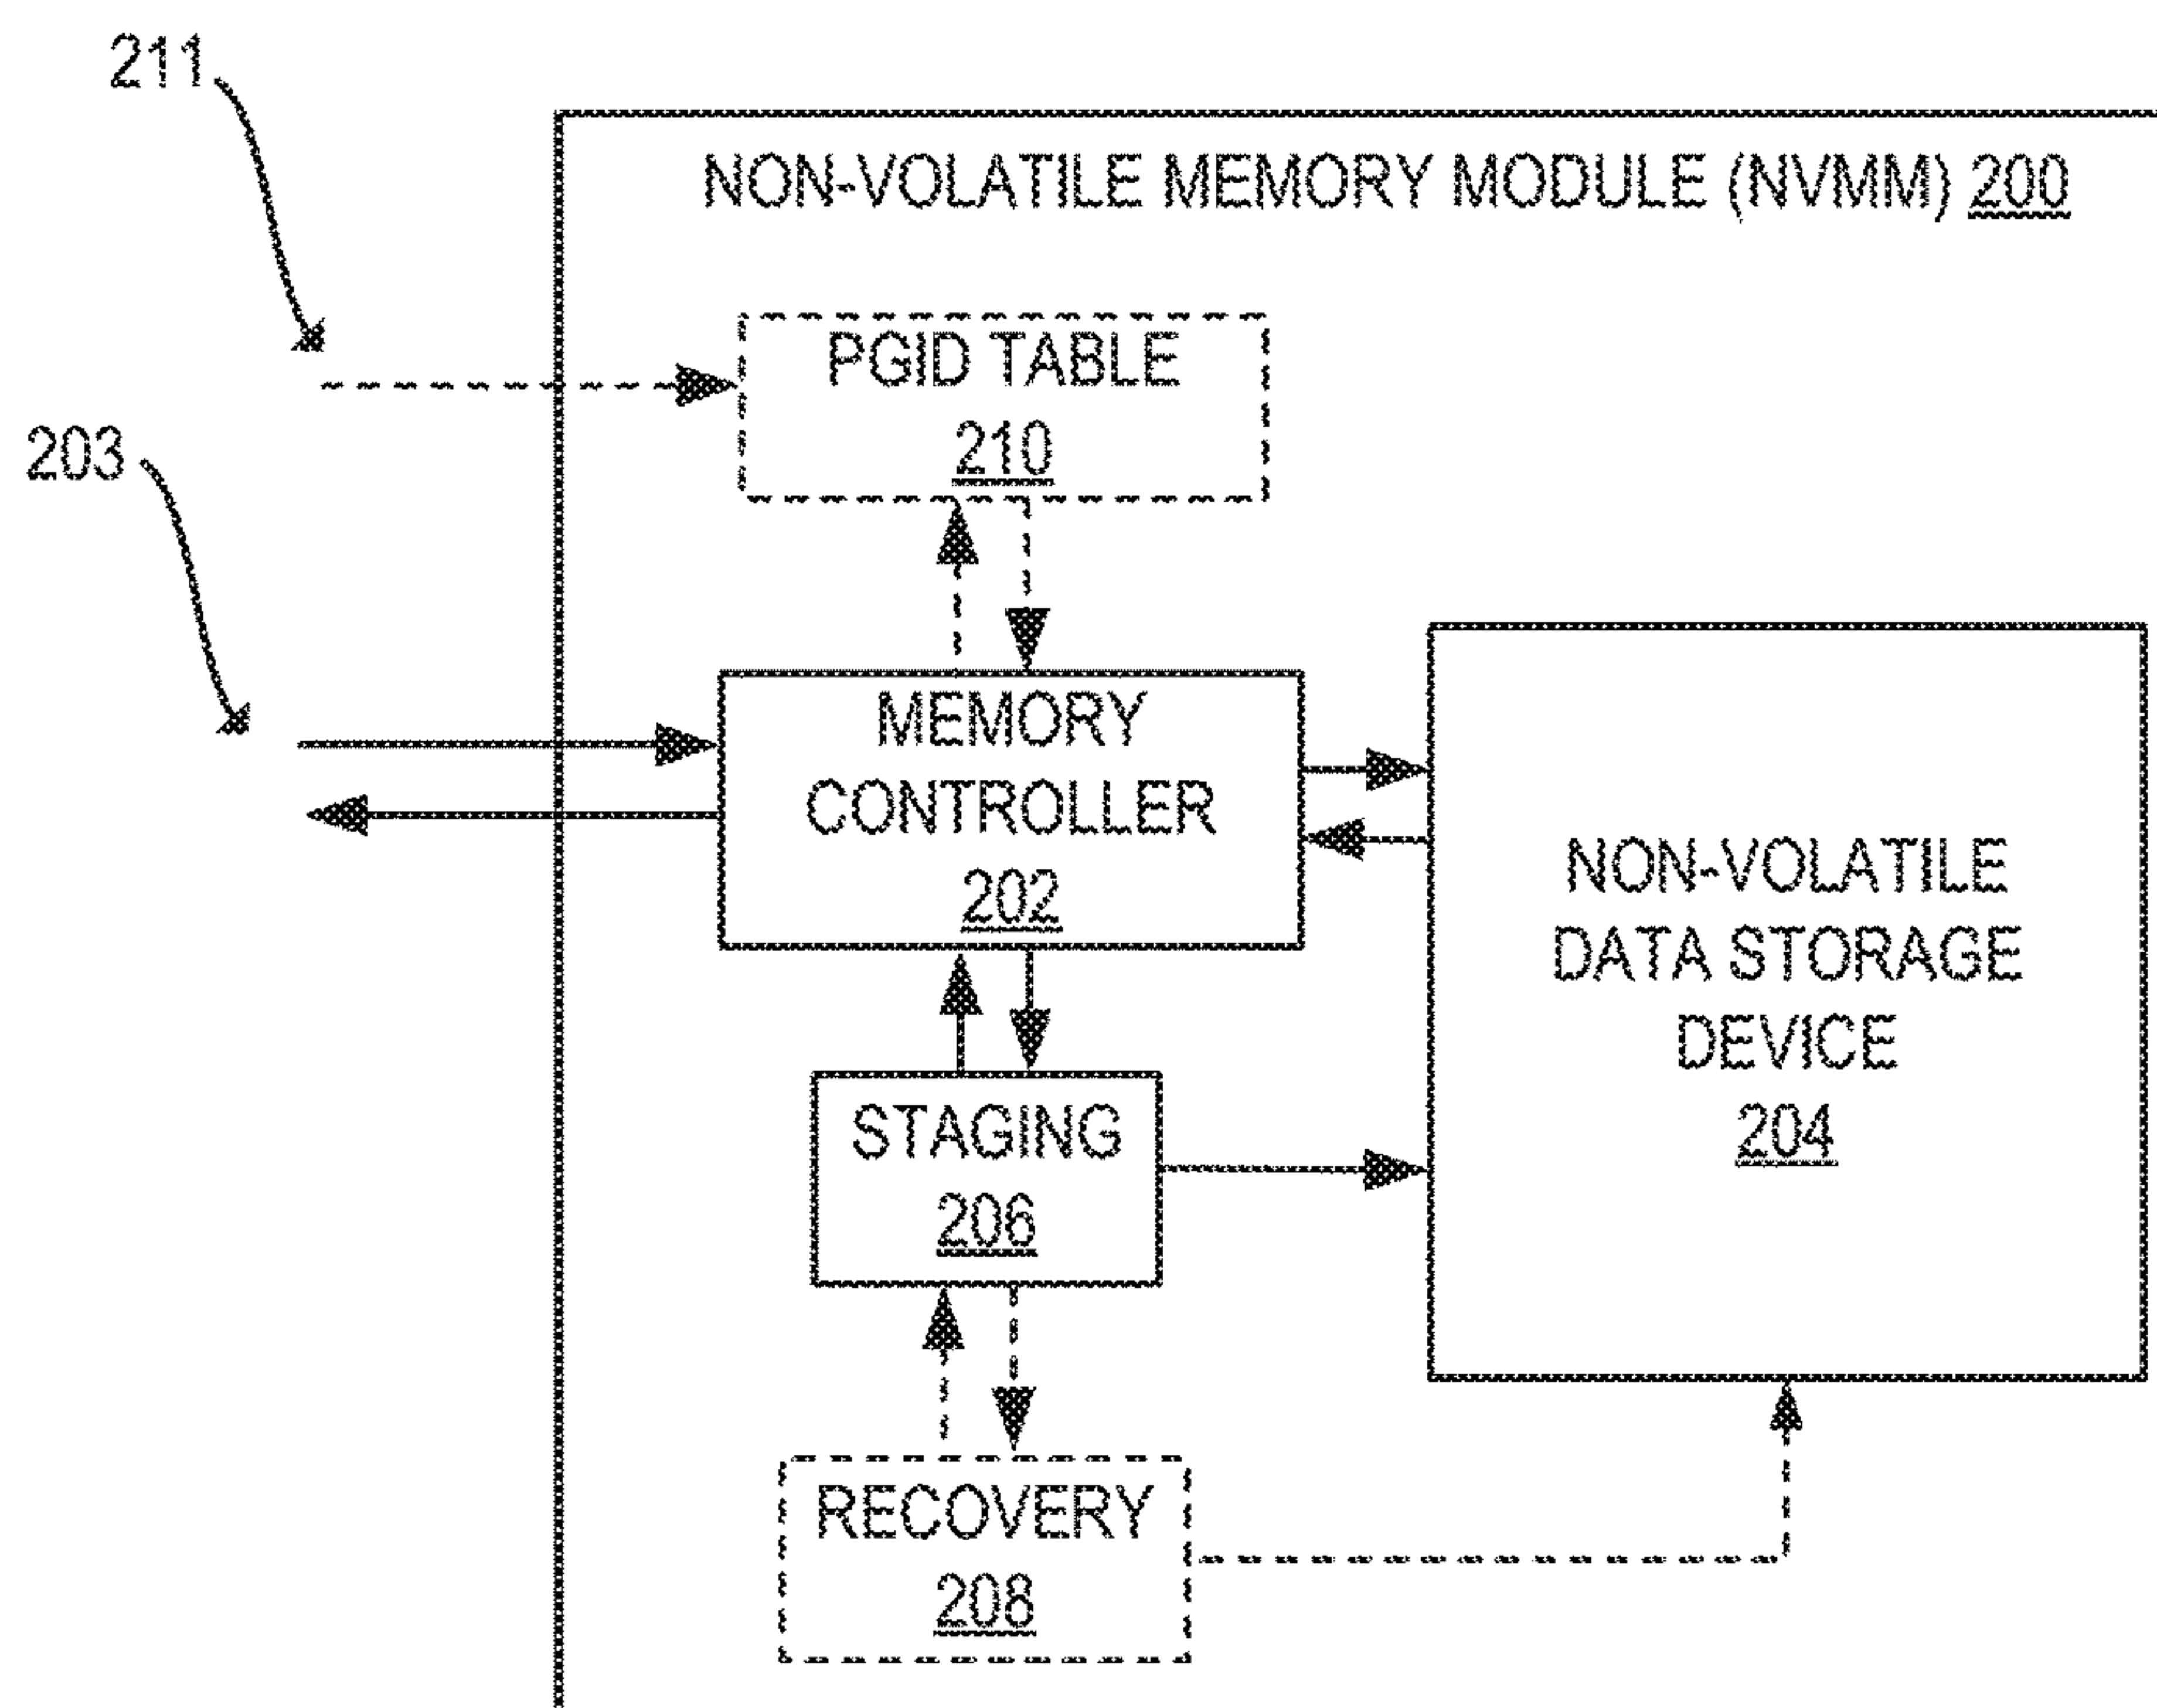 211
NON-VOLATILE MEMORY MODULE (NVMM) 200
PGID TABLE
210
203
MEMORY
CONTROLLER
202
NON-VOLATILE
DATA STORAGE
DEVICE
204
STAGING
206
RECOVERY
208